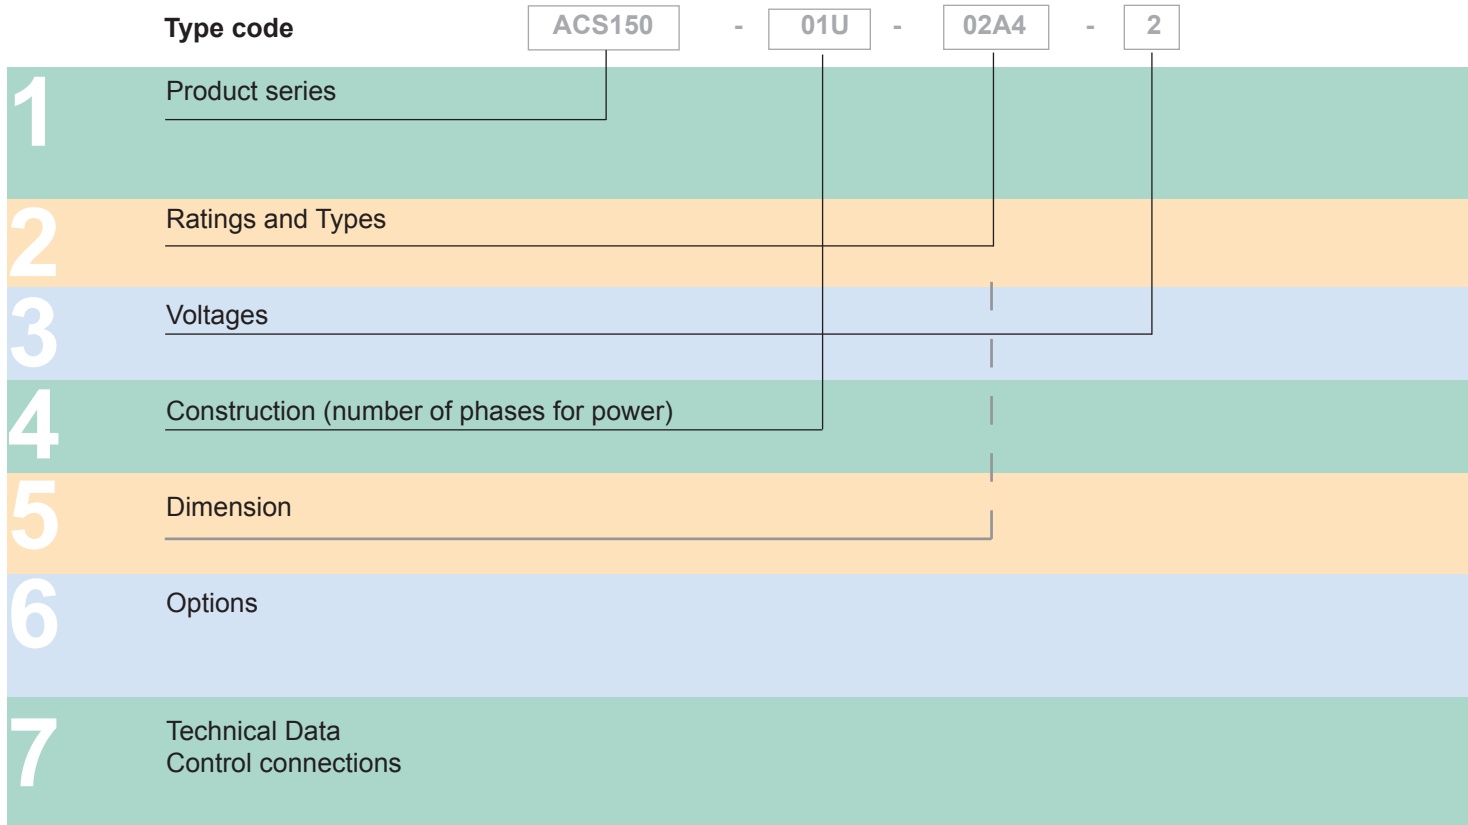 Type code ACS150 - 01U - 02A4 - 2
1 Product series
2 Ratings and Types
3 Voltages
4 Construction (number of phases for power)
5 Dimension
6 Options
7 Technical Data
Control connections